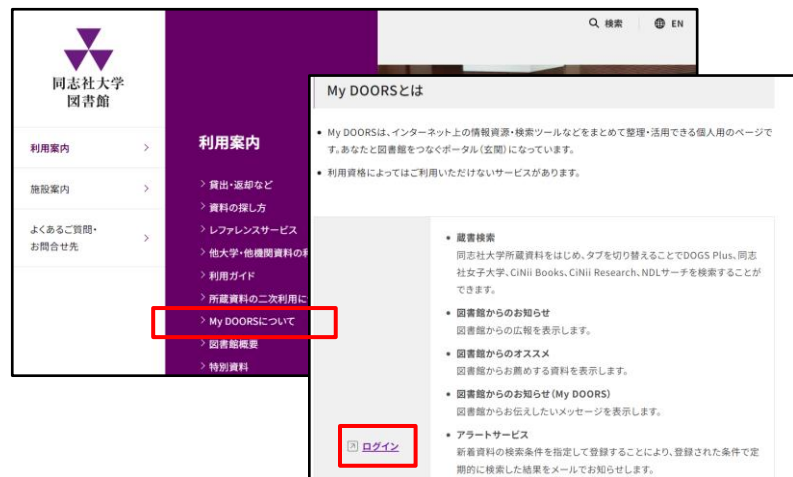 検索
EN
同志社大学
図書館
利用案内
施設案内
よくあるご質問・
お問合せ先
利用案内
貸出・返却など
資料の探し方
レファレンスサービス
他大学・他機関資料の
利用ガイド
所蔵資料の二次利用に
My DOORSについて
図書館概要
特別資料
My DOORSとは
• My DOORSは、インターネット上の情報資源・検索ツールなどをまとめて整理・活用できる個人用のページで
す。あなたと図書館をつなぐポータル(玄関)になっています。
• 利用資格によってはご利用いただけないサービスがあります。
ログイン
• 蔵書検索
同志社大学所蔵資料をはじめ、タブを切り替えることでDOGS Plus、同志
社女子大学、CiNii Books、CiNii Research、NDLサーチを検索することが
できます。
• 図書館からのお知らせ
図書館からの広報を表示します。
• 図書館からのオススメ
図書館からお薦めする資料を表示します。
• 図書館からのお知らせ(My DOORS)
図書館からお伝えしたいメッセージを表示します。
• アラートサービス
新着資料の検索条件を指定して登録することにより、登録された条件で定
期的に検索した結果をメールでお知らせします。